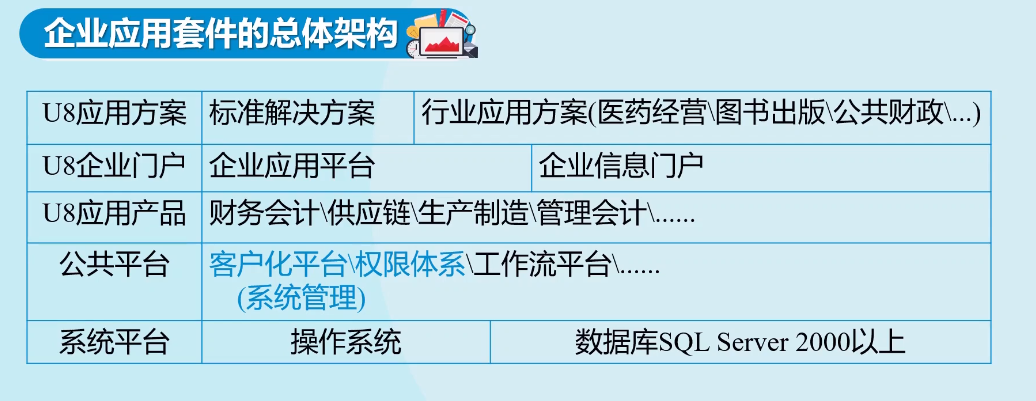 企业应用套件的总体架构
U8应用方案 标准解决方案 行业应用方案(医药经营\图书出版\公共财政\...)
U8企业门户 企业应用平台 企业信息门户
U8应用产品 财务会计\供应链\生产制造\管理会计\......
公共平台 客户化平台\权限体系\工作流平台\......
(系统管理)
系统平台 操作系统 数据库SQL Server 2000以上